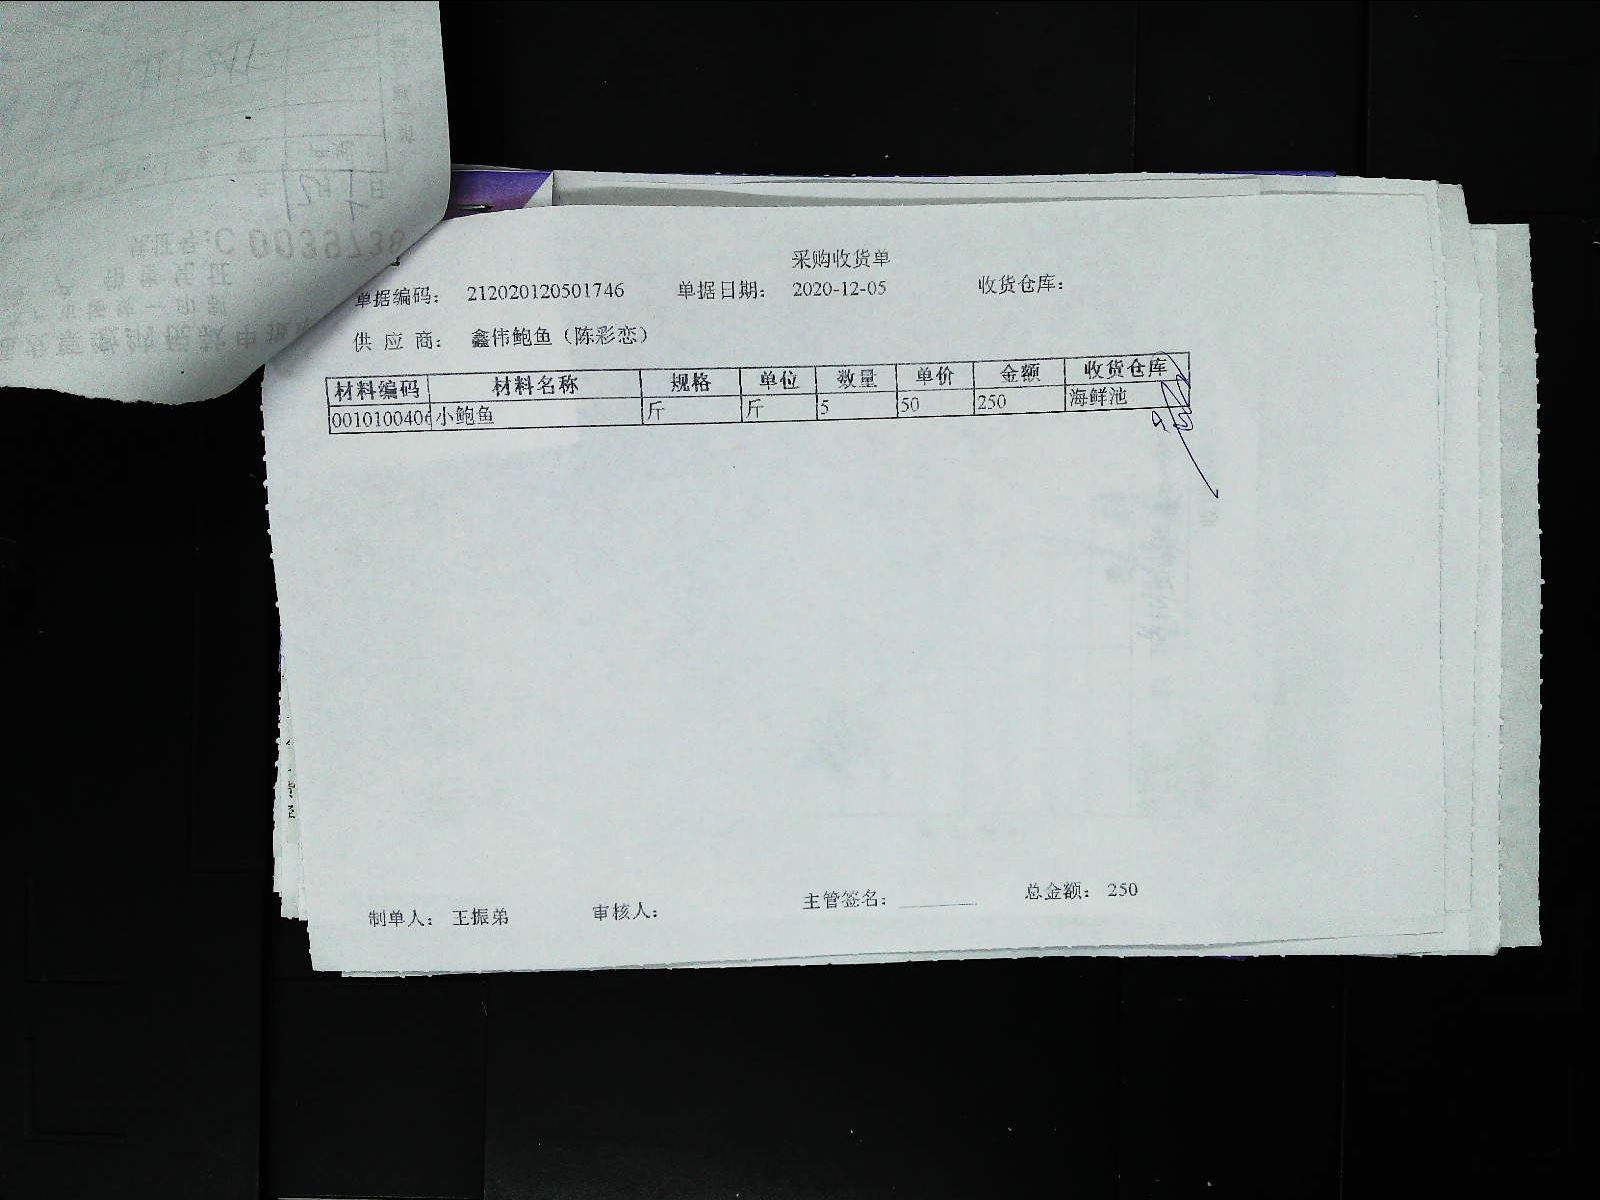 采购收货单
单据编码： 212020120501746 单据日期： 2020-12-05 收货仓库：
供 应 商： 鑫伟鲍鱼（陈彩恋）
材料编码 材料名称 规格 单位 数量 单价 金额 收货仓库
0010100406 小鲍鱼 斤 斤 5 50 250 海鲜池
制单人： 王振弟 审核人： 主管签名： ________ 总金额： 250